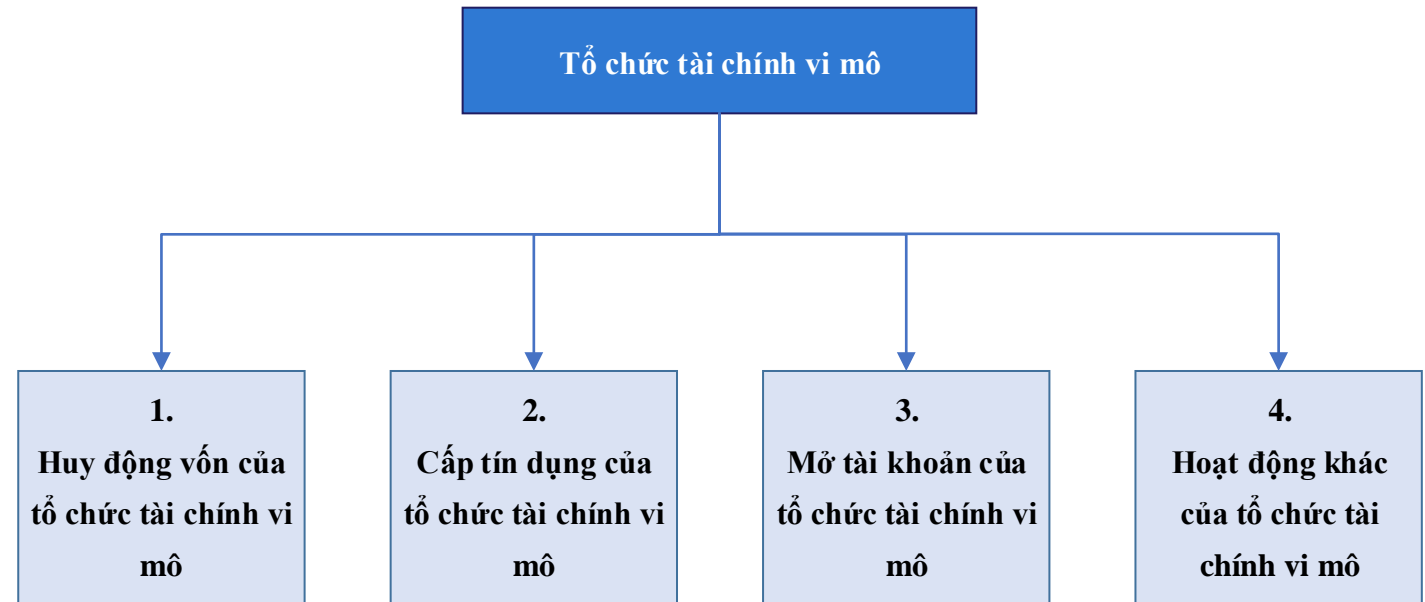 Tổ chức tài chính vi mô
1.
Huy động vốn của
tổ chức tài chính vi
mô
2.
Cấp tín dụng của
tổ chức tài chính vi
mô
3.
Mở tài khoản của
tổ chức tài chính vi
mô
4.
Hoạt động khác
của tổ chức tài
chính vi mô